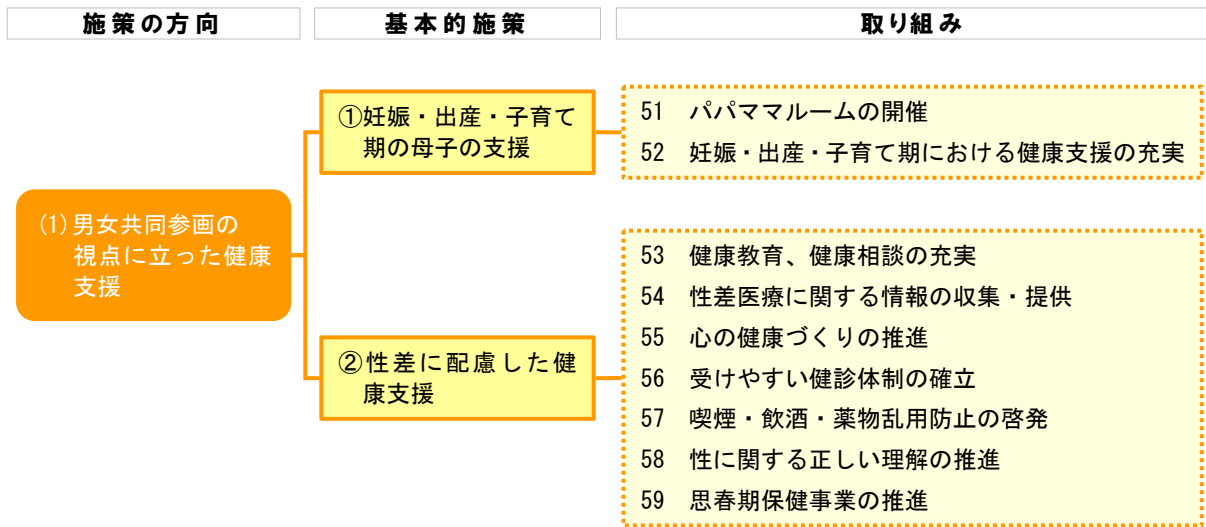 施策の方向
基本的施策
取り組み
(1)男女共同参画の
視点に立った健康
支援
①妊娠・出産・子育て
期の母子の支援
51 パパママルームの開催
52 妊娠・出産・子育て期における健康支援の充実
②性差に配慮した健
康支援
53 健康教育、健康相談の充実
54 性差医療に関する情報の収集・提供
55 心の健康づくりの推進
56 受けやすい健診体制の確立
57 喫煙・飲酒・薬物乱用防止の啓発
58 性に関する正しい理解の推進
59 思春期保健事業の推進